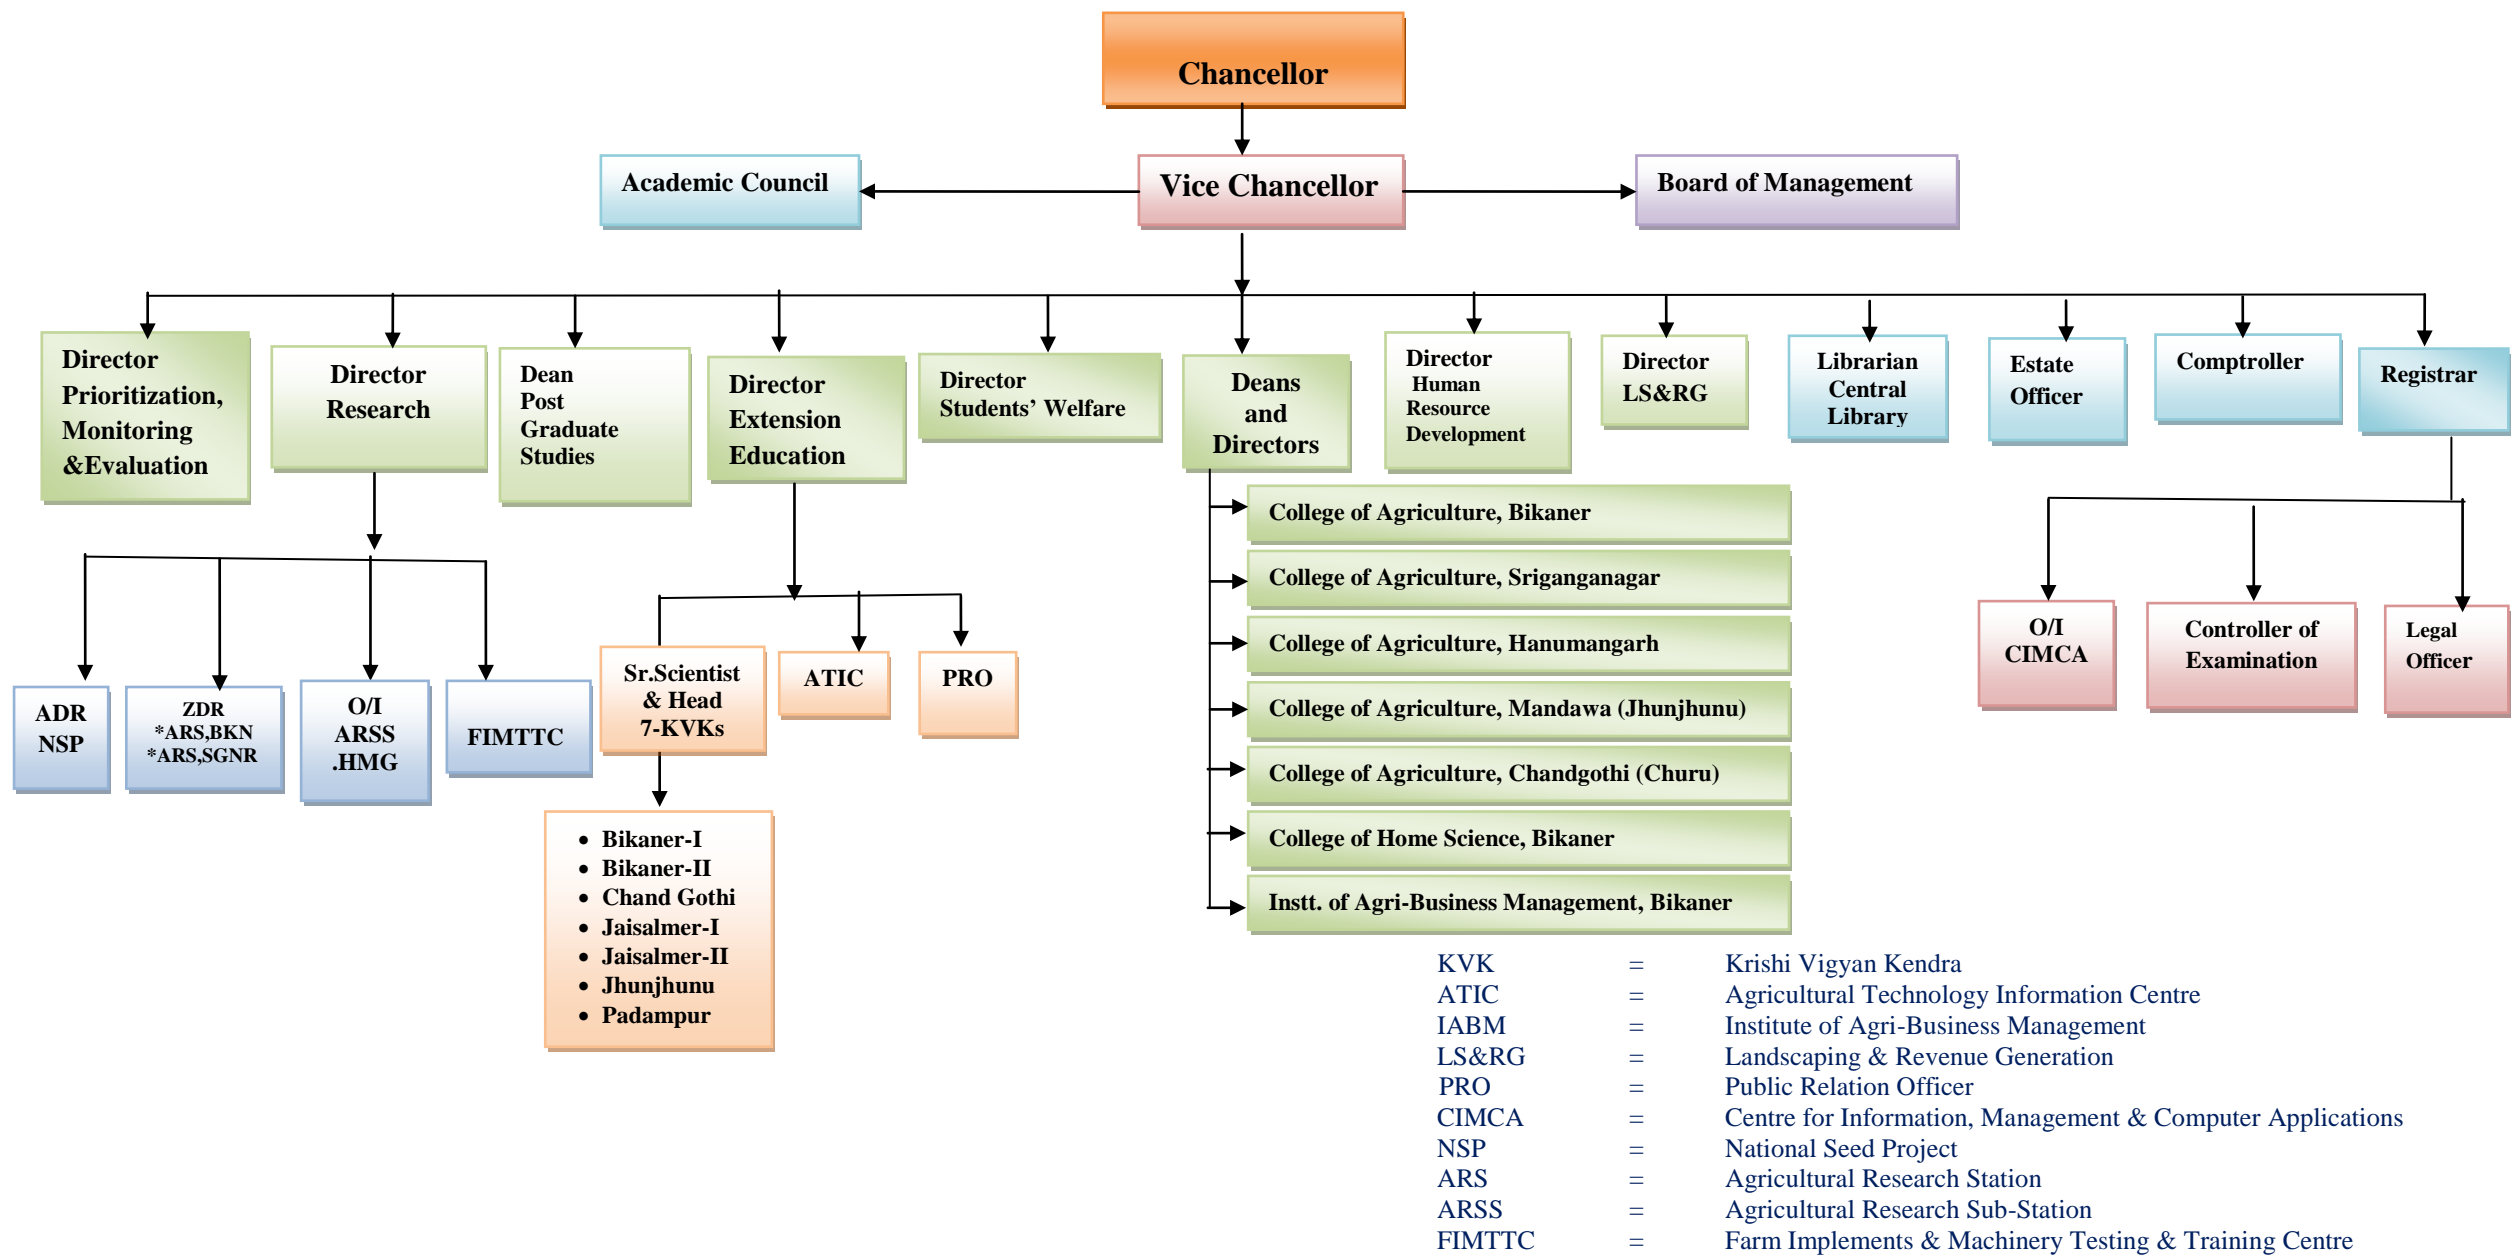 Chancellor
Academic Council
Vice Chancellor
Board of Management
Director
Prioritization,
Monitoring
&Evaluation
Director
Research
Dean
Post
Graduate
Studies
Director
Extension
Education
Director
Students’ Welfare
Deans
and
Directors
Director
Human
Resource
Development
Director
LS&RG
Librarian
Central
Library
Estate
Officer
Comptroller
Registrar
College of Agriculture, Bikaner
College of Agriculture, Sriganganagar
College of Agriculture, Hanumangarh
College of Agriculture, Mandawa (Jhunjhunu)
College of Agriculture, Chandgothi (Churu)
College of Home Science, Bikaner
Instt. of Agri-Business Management, Bikaner
ADR
NSP
ZDR
*ARS,BKN
*ARS,SGNR
O/I
ARSS
.HMG
FIMTTC
Sr.Scientist
& Head
7-KVKs
ATIC
PRO
O/I
CIMCA
Controller of
Examination
Legal
Officer
• Bikaner-I
• Bikaner-II
• Chand Gothi
• Jaisalmer-I
• Jaisalmer-II
• Jhunjhunu
• Padampur
KVK = Krishi Vigyan Kendra
ATIC = Agricultural Technology Information Centre
IABM = Institute of Agri-Business Management
LS&RG = Landscaping & Revenue Generation
PRO = Public Relation Officer
CIMCA = Centre for Information, Management & Computer Applications
NSP = National Seed Project
ARS = Agricultural Research Station
ARSS = Agricultural Research Sub-Station
FIMTTC = Farm Implements & Machinery Testing & Training Centre